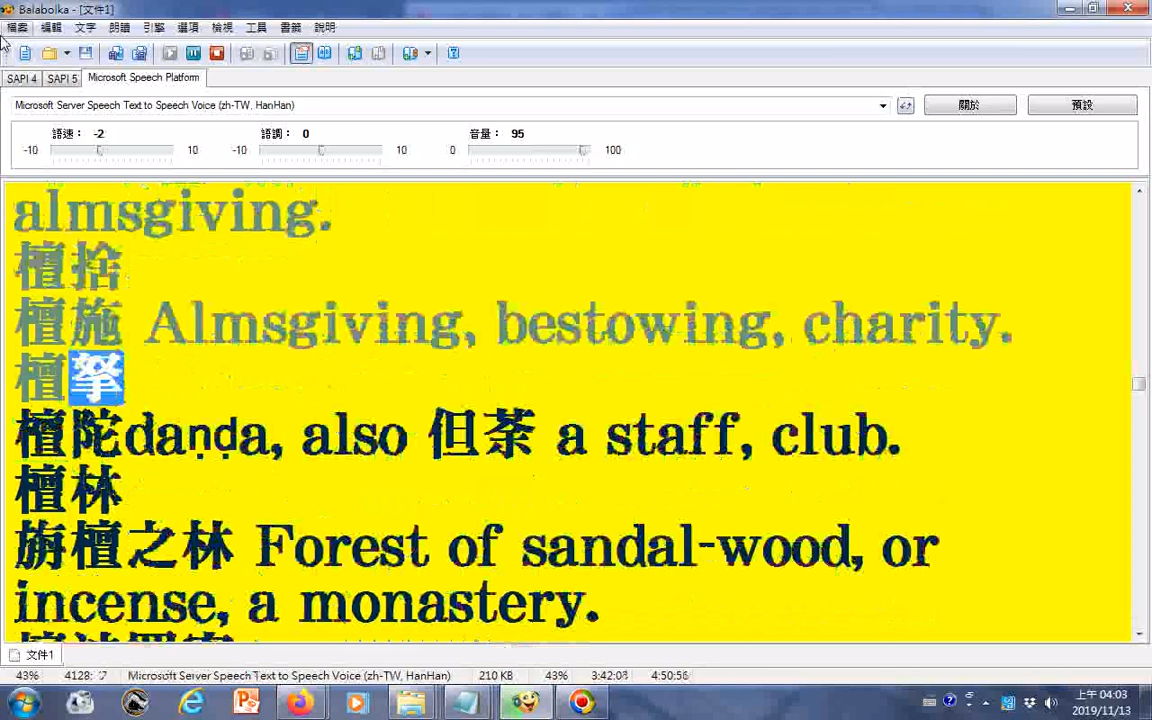 Balabolka - [文件1]
檔案 編輯 文字 朗讀 引擎 選項 檢視 工具 書籤 說明
SAPI 4 SAPI 5 Microsoft Speech Platform
Microsoft Server Speech Text to Speech Voice (zh-TW, HanHan) 關於 預設
語速： -2 語調： 0 音量： 95
-10 10 -10 10 0 100
almsgiving.
檀捨
檀施 Almsgiving, bestowing, charity.
檀拏
檀陀daṇḍa, also 但荼 a staff, club.
檀林
旃檀之林 Forest of sandal-wood, or
incense, a monastery.
文件1
43% Microsoft Server Speech Text to Speech Voice (zh-TW, HanHan) 210 KB 43% 4:50:56
上午 04:03
2019/11/13